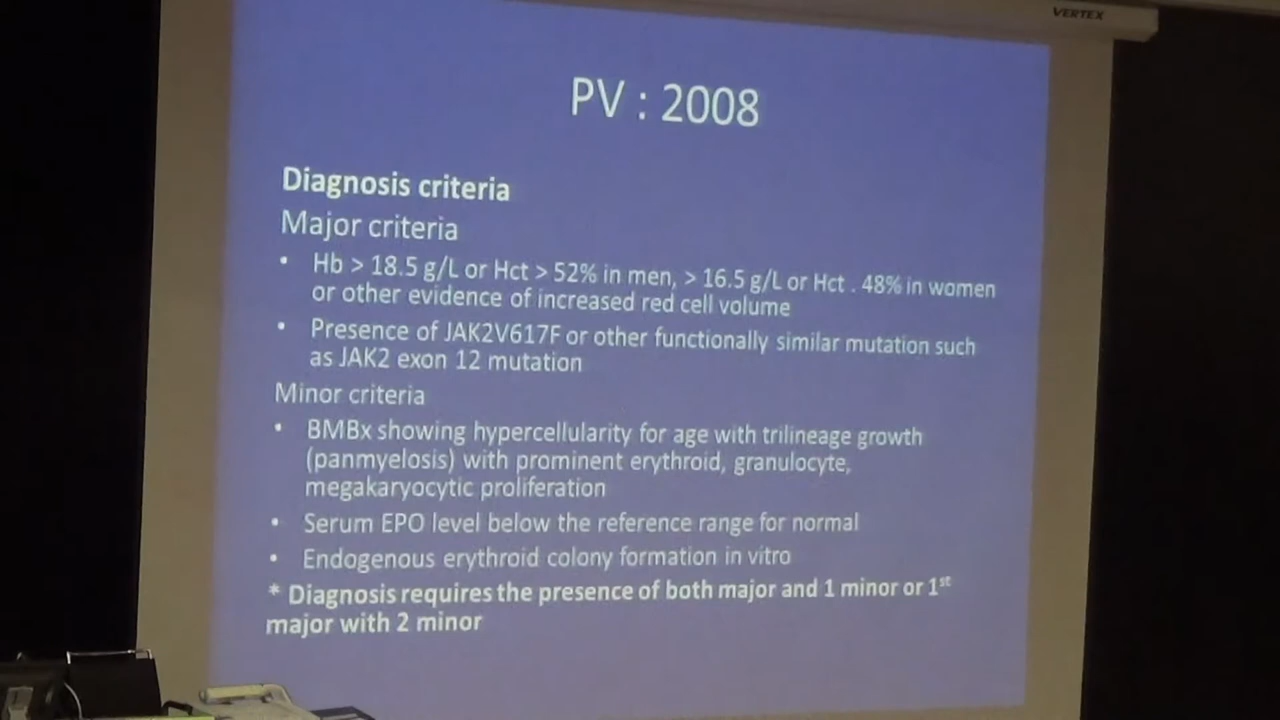 VERTEX
PV : 2008
Diagnosis criteria
Major criteria
• Hb > 18.5 g/L or Hct > 52% in men, > 16.5 g/L or Hct . 48% in women
or other evidence of increased red cell volume
• Presence of JAK2V617F or other functionally similar mutation such
as JAK2 exon 12 mutation
Minor criteria
• BMBx showing hypercellularity for age with trilineage growth
(panmyelosis) with prominent erythroid, granulocyte,
megakaryocytic proliferation
• Serum EPO level below the reference range for normal
• Endogenous erythroid colony formation in vitro
* Diagnosis requires the presence of both major and 1 minor or 1st
major with 2 minor